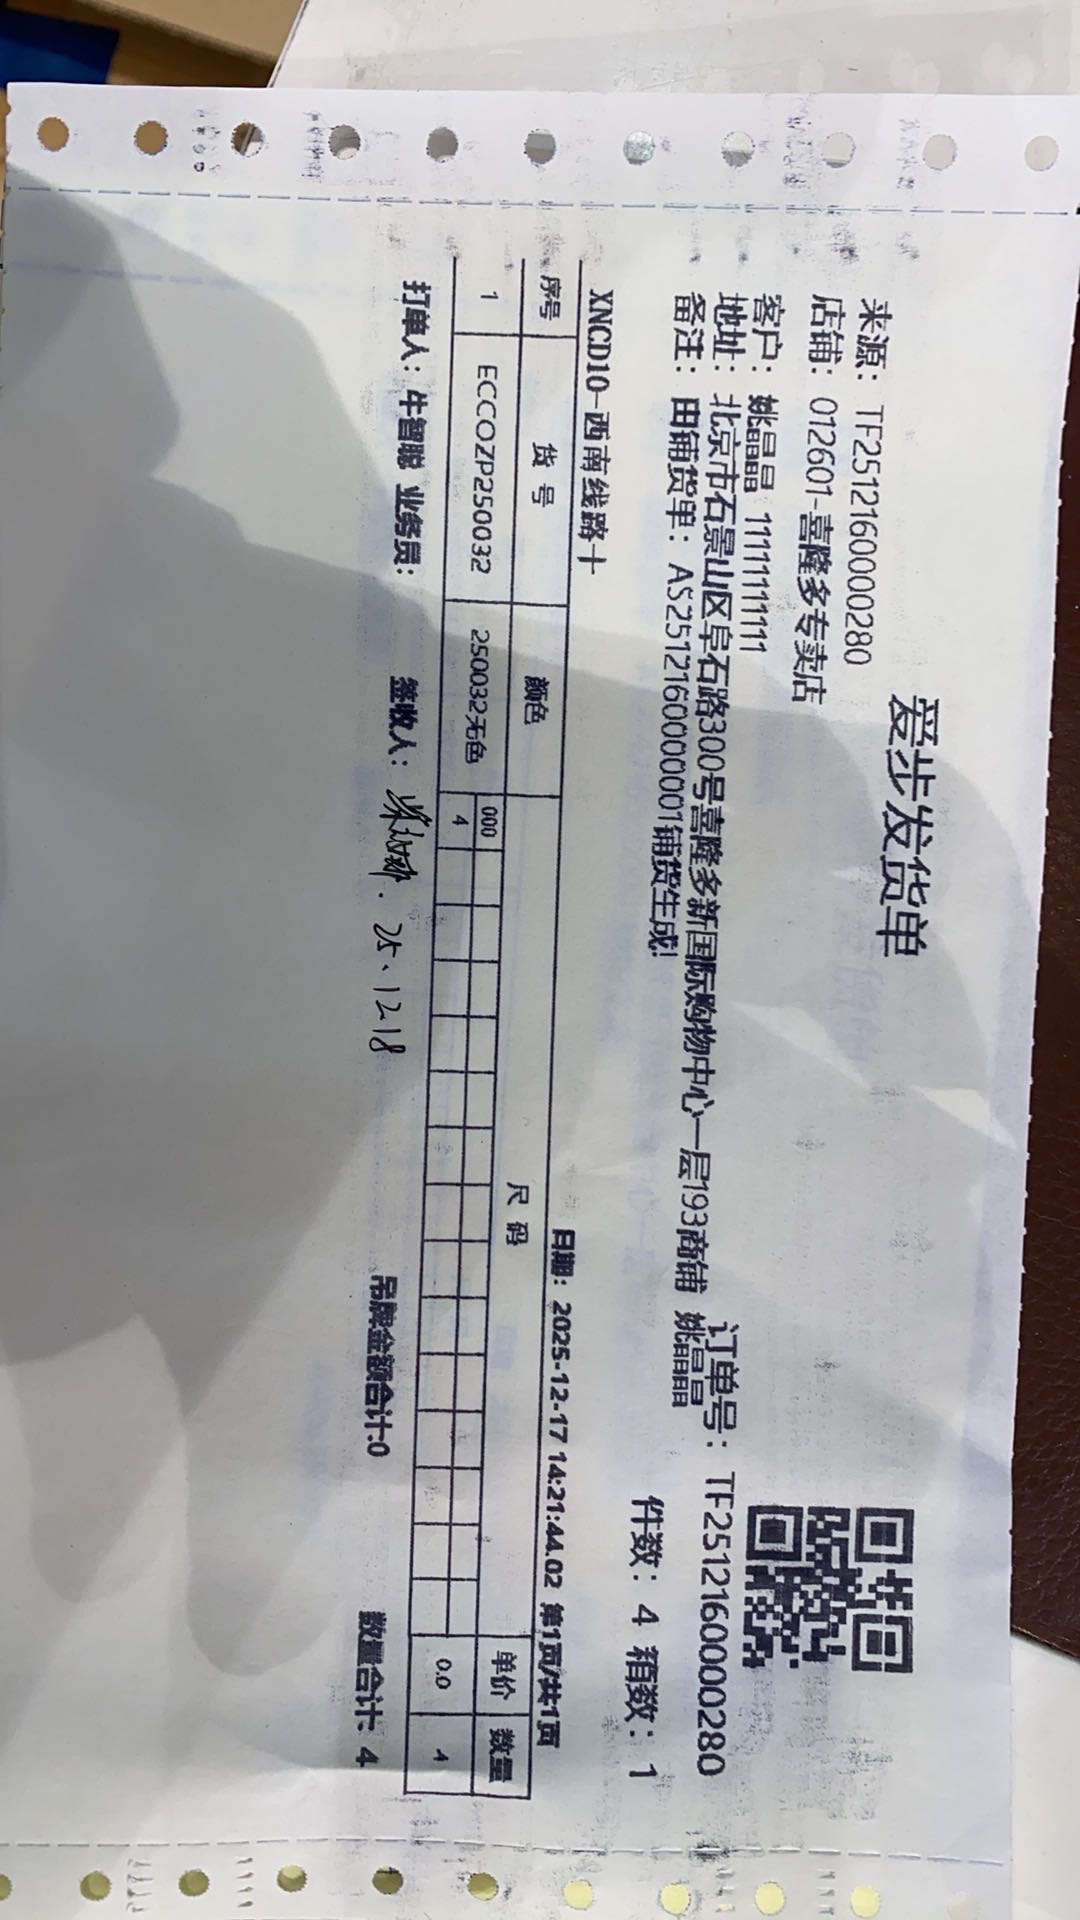 爱步发货单
来源：TF2512160000280
店铺：012601-喜隆多专卖店
订单号：TF2512160000280
客户：姚晶晶 11111111111
地址：北京市石景山区阜石路300号喜隆多新国际购物中心一层193商铺 姚晶晶
备注：由铺货单：AS2512160000001铺货生成!
件数：4 箱数：1
XNCD10-西南线路十
日期：2025-12-17 14:21:44.02 第1页/共1页
序号 货号 颜色 尺码 单价 数量
000
1 ECCOZP250032 250032无色 4 0.0 4
打单人：牛智聪 业务员： 签收人： 25.12.18 吊牌金额合计:0 数量合计: 4